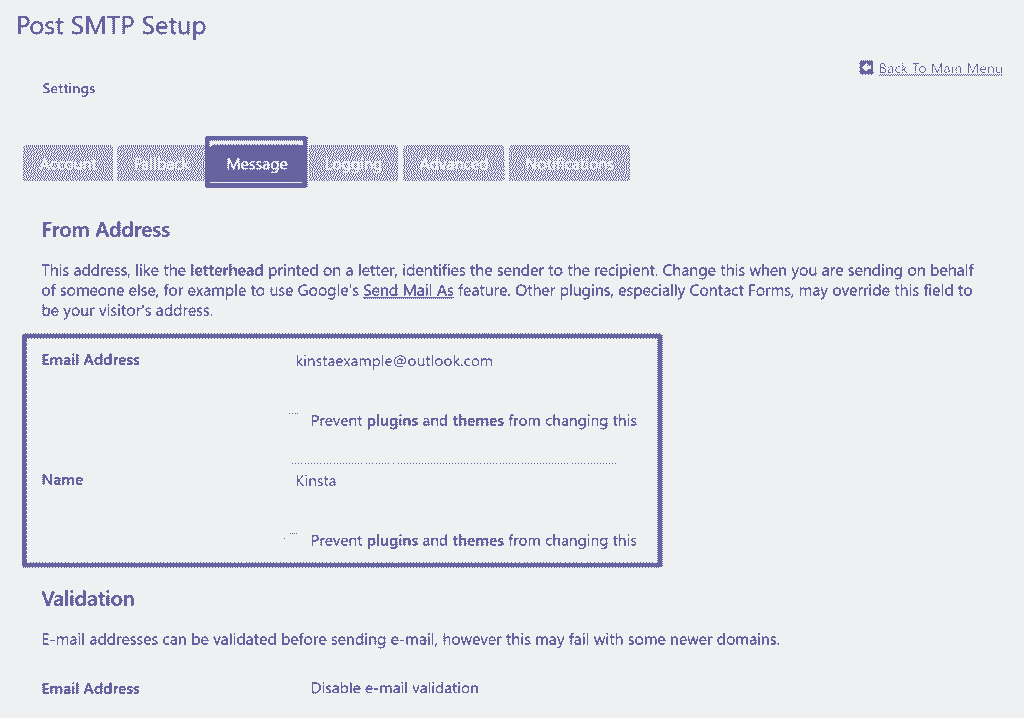 Post SMTP Setup
Back To Main Menu
Settings
Account Fallback Message Logging Advanced Notifications
From Address
This address, like the letterhead printed on a letter, identifies the sender to the recipient. Change this when you are sending on behalf
of someone else, for example to use Google's Send Mail As feature. Other plugins, especially Contact Forms, may override this field to
be your visitor's address.
Email Address kinstaexample@outlook.com
Prevent plugins and themes from changing this
Name Kinsta
Prevent plugins and themes from changing this
Validation
E-mail addresses can be validated before sending e-mail, however this may fail with some newer domains.
Email Address Disable e-mail validation